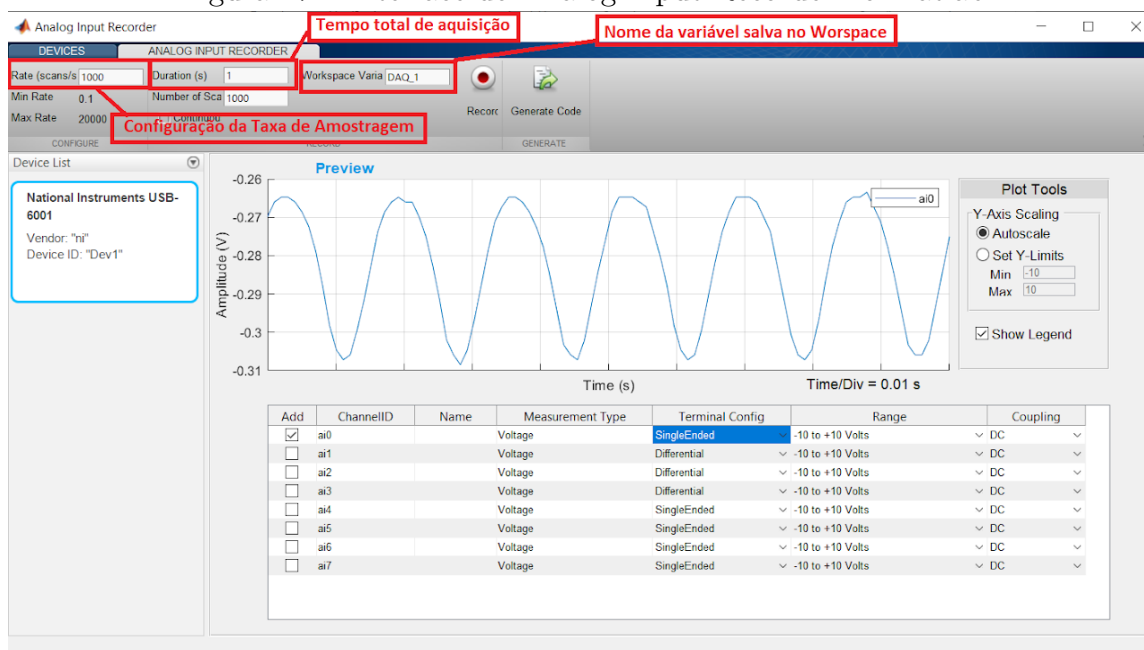 Analog Input Recorder
Tempo total de aquisição
Nome da variável salva no Worspace
DEVICES
ANALOG INPUT RECORDER
Rate (scans/s 1000
Duration (s) 1
Workspace Varia DAQ_1
Min Rate 0.1
Number of Sca 1000
Max Rate 20000
Configuração da Taxa de Amostragem
Recorc
Generate Code
CONFIGURE
GENERATE
Device List
National Instruments USB-
6001
Vendor: "ni"
Device ID: "Dev1"
Preview
-0.26
-0.27
-0.28
-0.29
-0.3
-0.31
Amplitude (V)
ai0
Time (s)
Time/Div = 0.01 s
Plot Tools
Y-Axis Scaling
Autoscale
Set Y-Limits
Min -10
Max 10
Show Legend
Add ChannelID Name Measurement Type Terminal Config Range Coupling
ai0 Voltage SingleEnded -10 to +10 Volts DC
ai1 Voltage Differential -10 to +10 Volts DC
ai2 Voltage Differential -10 to +10 Volts DC
ai3 Voltage Differential -10 to +10 Volts DC
ai4 Voltage SingleEnded -10 to +10 Volts DC
ai5 Voltage SingleEnded -10 to +10 Volts DC
ai6 Voltage SingleEnded -10 to +10 Volts DC
ai7 Voltage SingleEnded -10 to +10 Volts DC